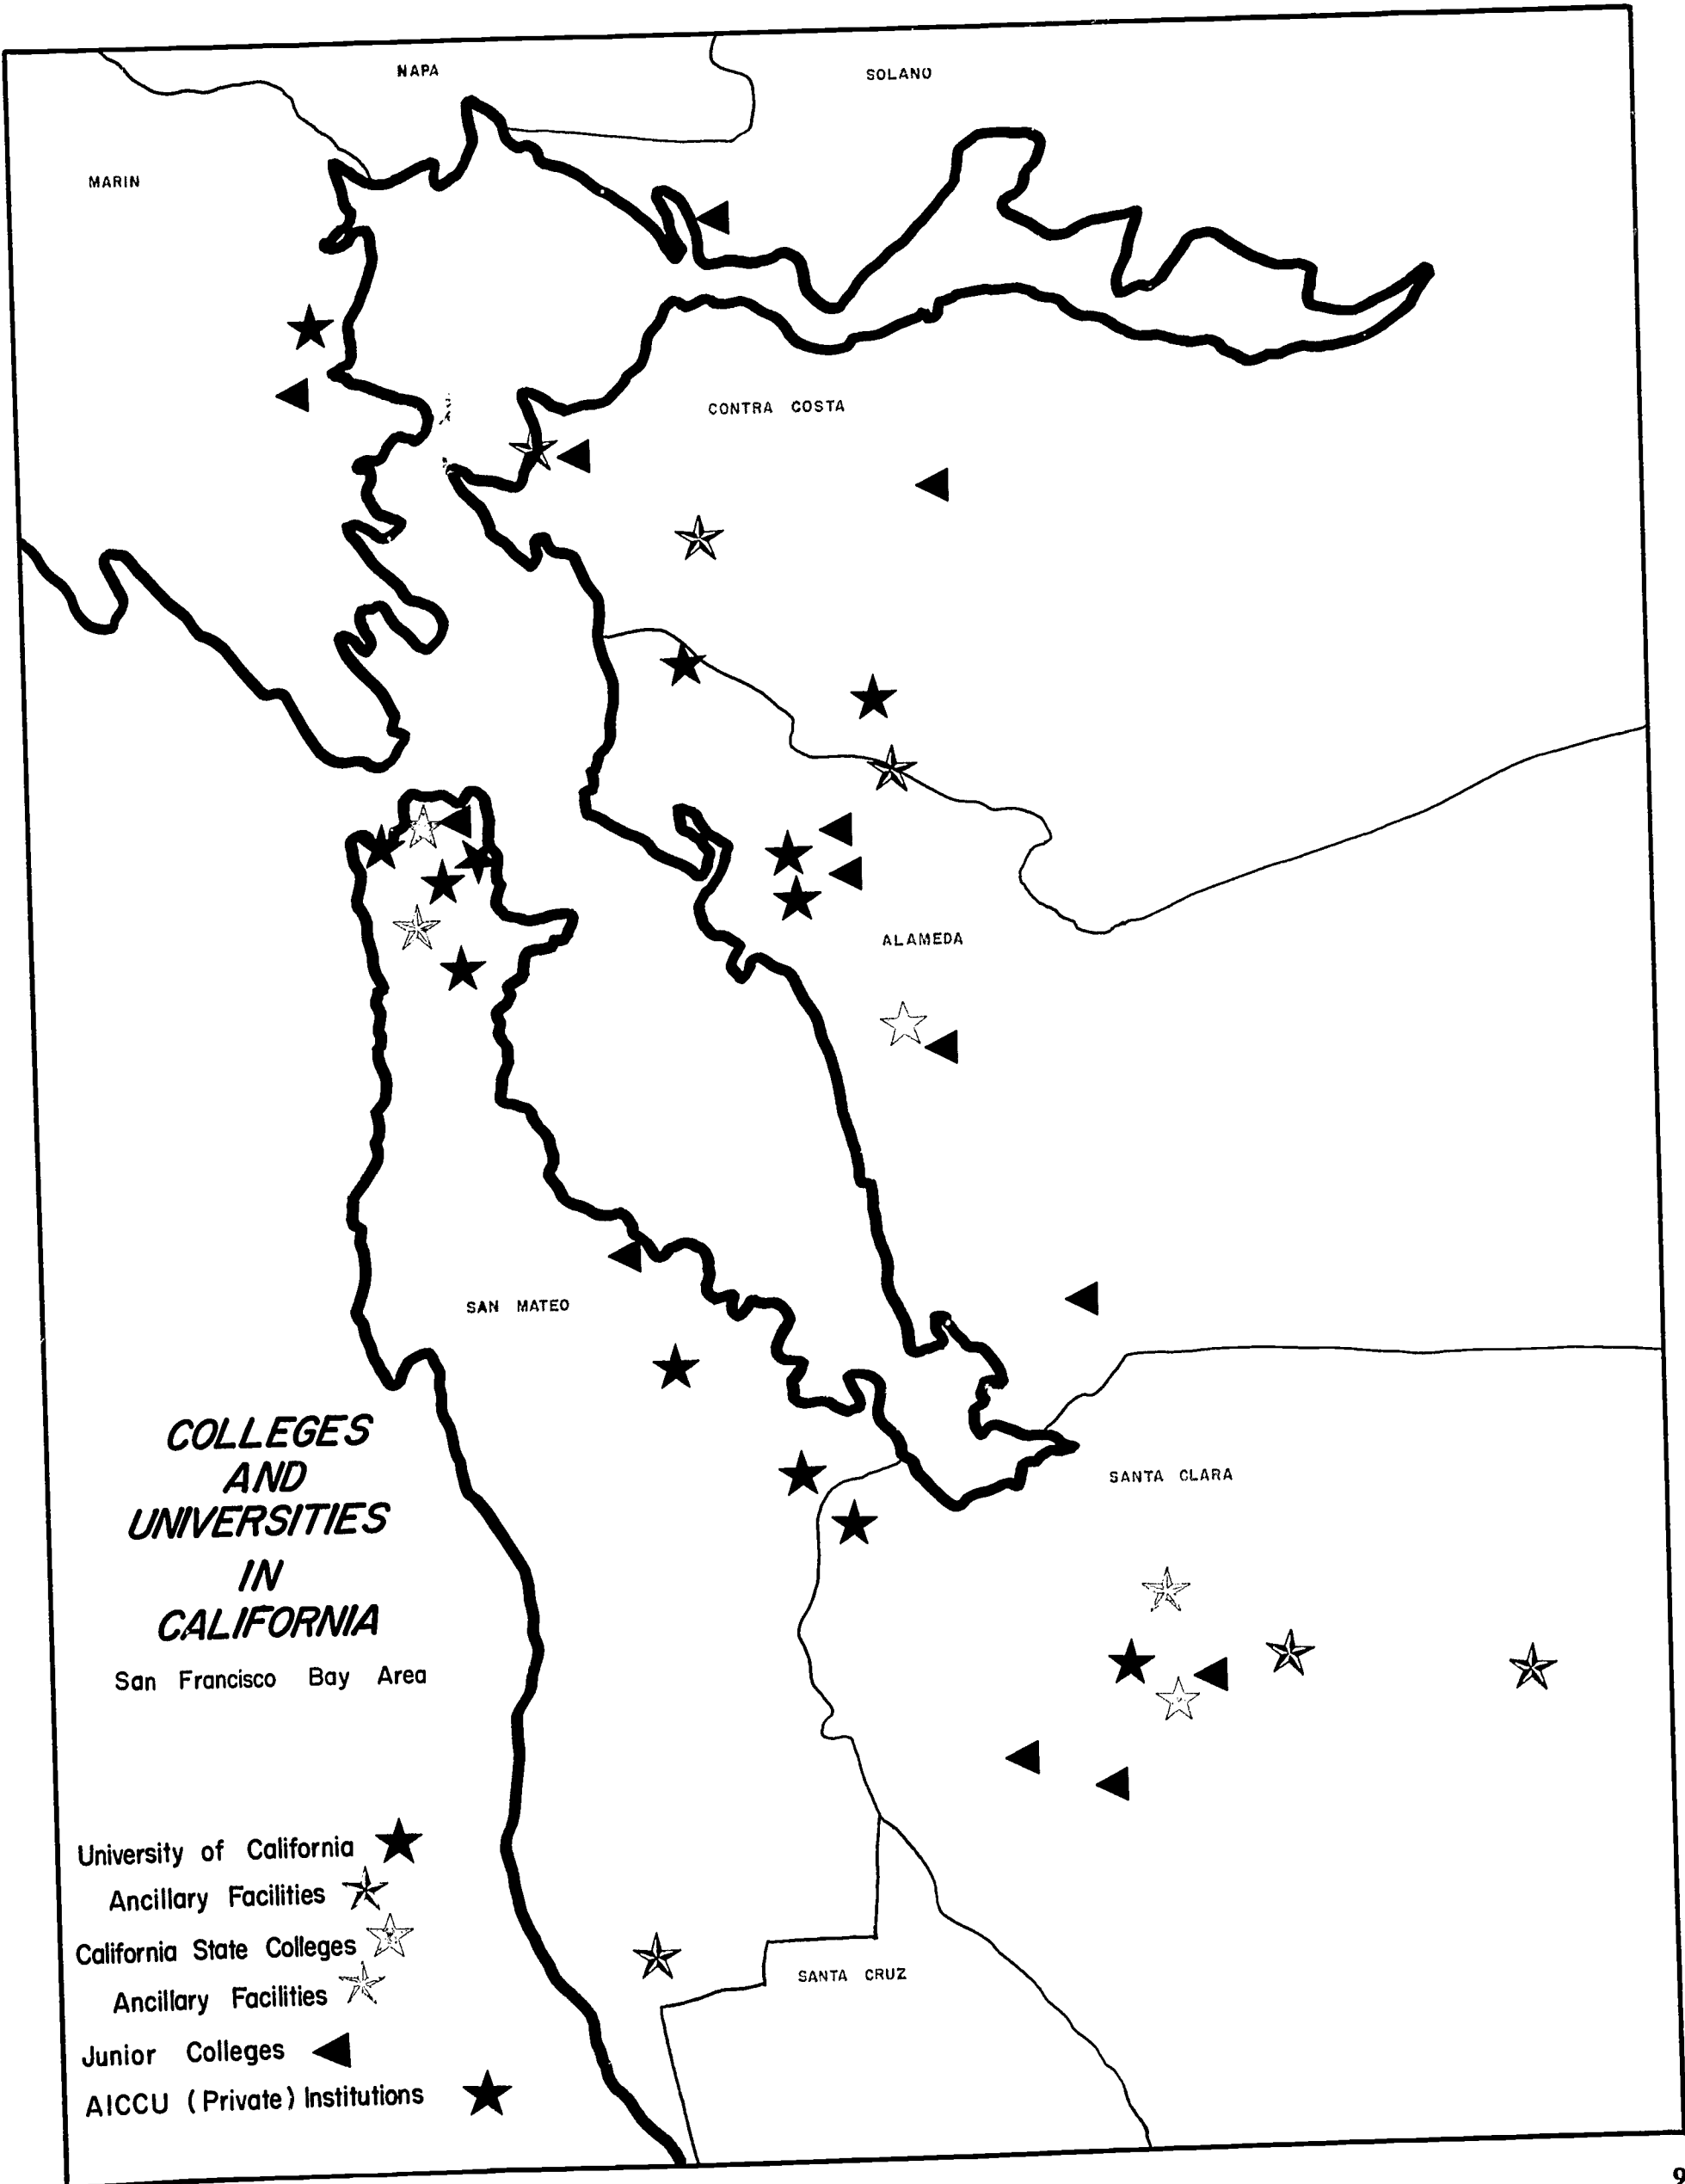 NAPA
SOLANO
MARIN
CONTRA COSTA
ALAMEDA
SAN MATEO
SANTA CLARA
COLLEGES
AND
UNIVERSITIES
IN
CALIFORNIA
San Francisco Bay Area
University of California
Ancillary Facilities
California State Colleges
Ancillary Facilities
Junior Colleges
AICCU (Private) Institutions
SANTA CRUZ
9